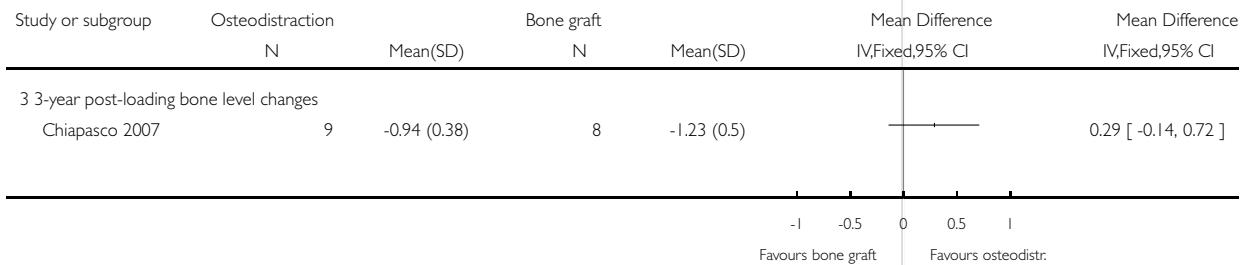 Study or subgroup Osteodistraction Bone graft Mean Difference Mean Difference
N Mean(SD) N Mean(SD) IV,Fixed,95% CI IV,Fixed,95% CI
3 3-year post-loading bone level changes
Chiapasco 2007 9 -0.94 (0.38) 8 -1.23 (0.5) 0.29 [ -0.14, 0.72 ]
-1 -0.5 0 0.5 1
Favours bone graft Favours osteodistr.